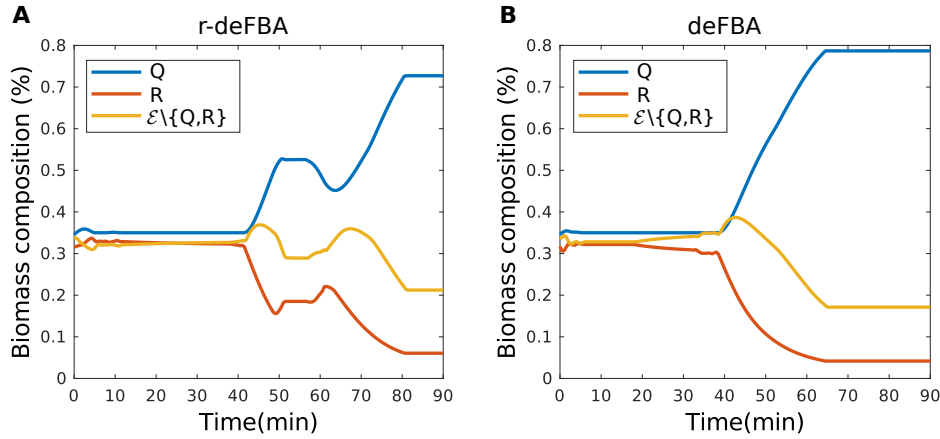 A
r-deFBA
Biomass composition (%)
0.8
0.7
0.6
0.5
0.4
0.3
0.2
0.1
0
Q
R
ℰ\{Q,R}
0 10 20 30 40 50 60 70 80 90
Time(min)
B
deFBA
Biomass composition (%)
0.8
0.7
0.6
0.5
0.4
0.3
0.2
0.1
0
Q
R
ℰ\{Q,R}
0 10 20 30 40 50 60 70 80 90
Time(min)